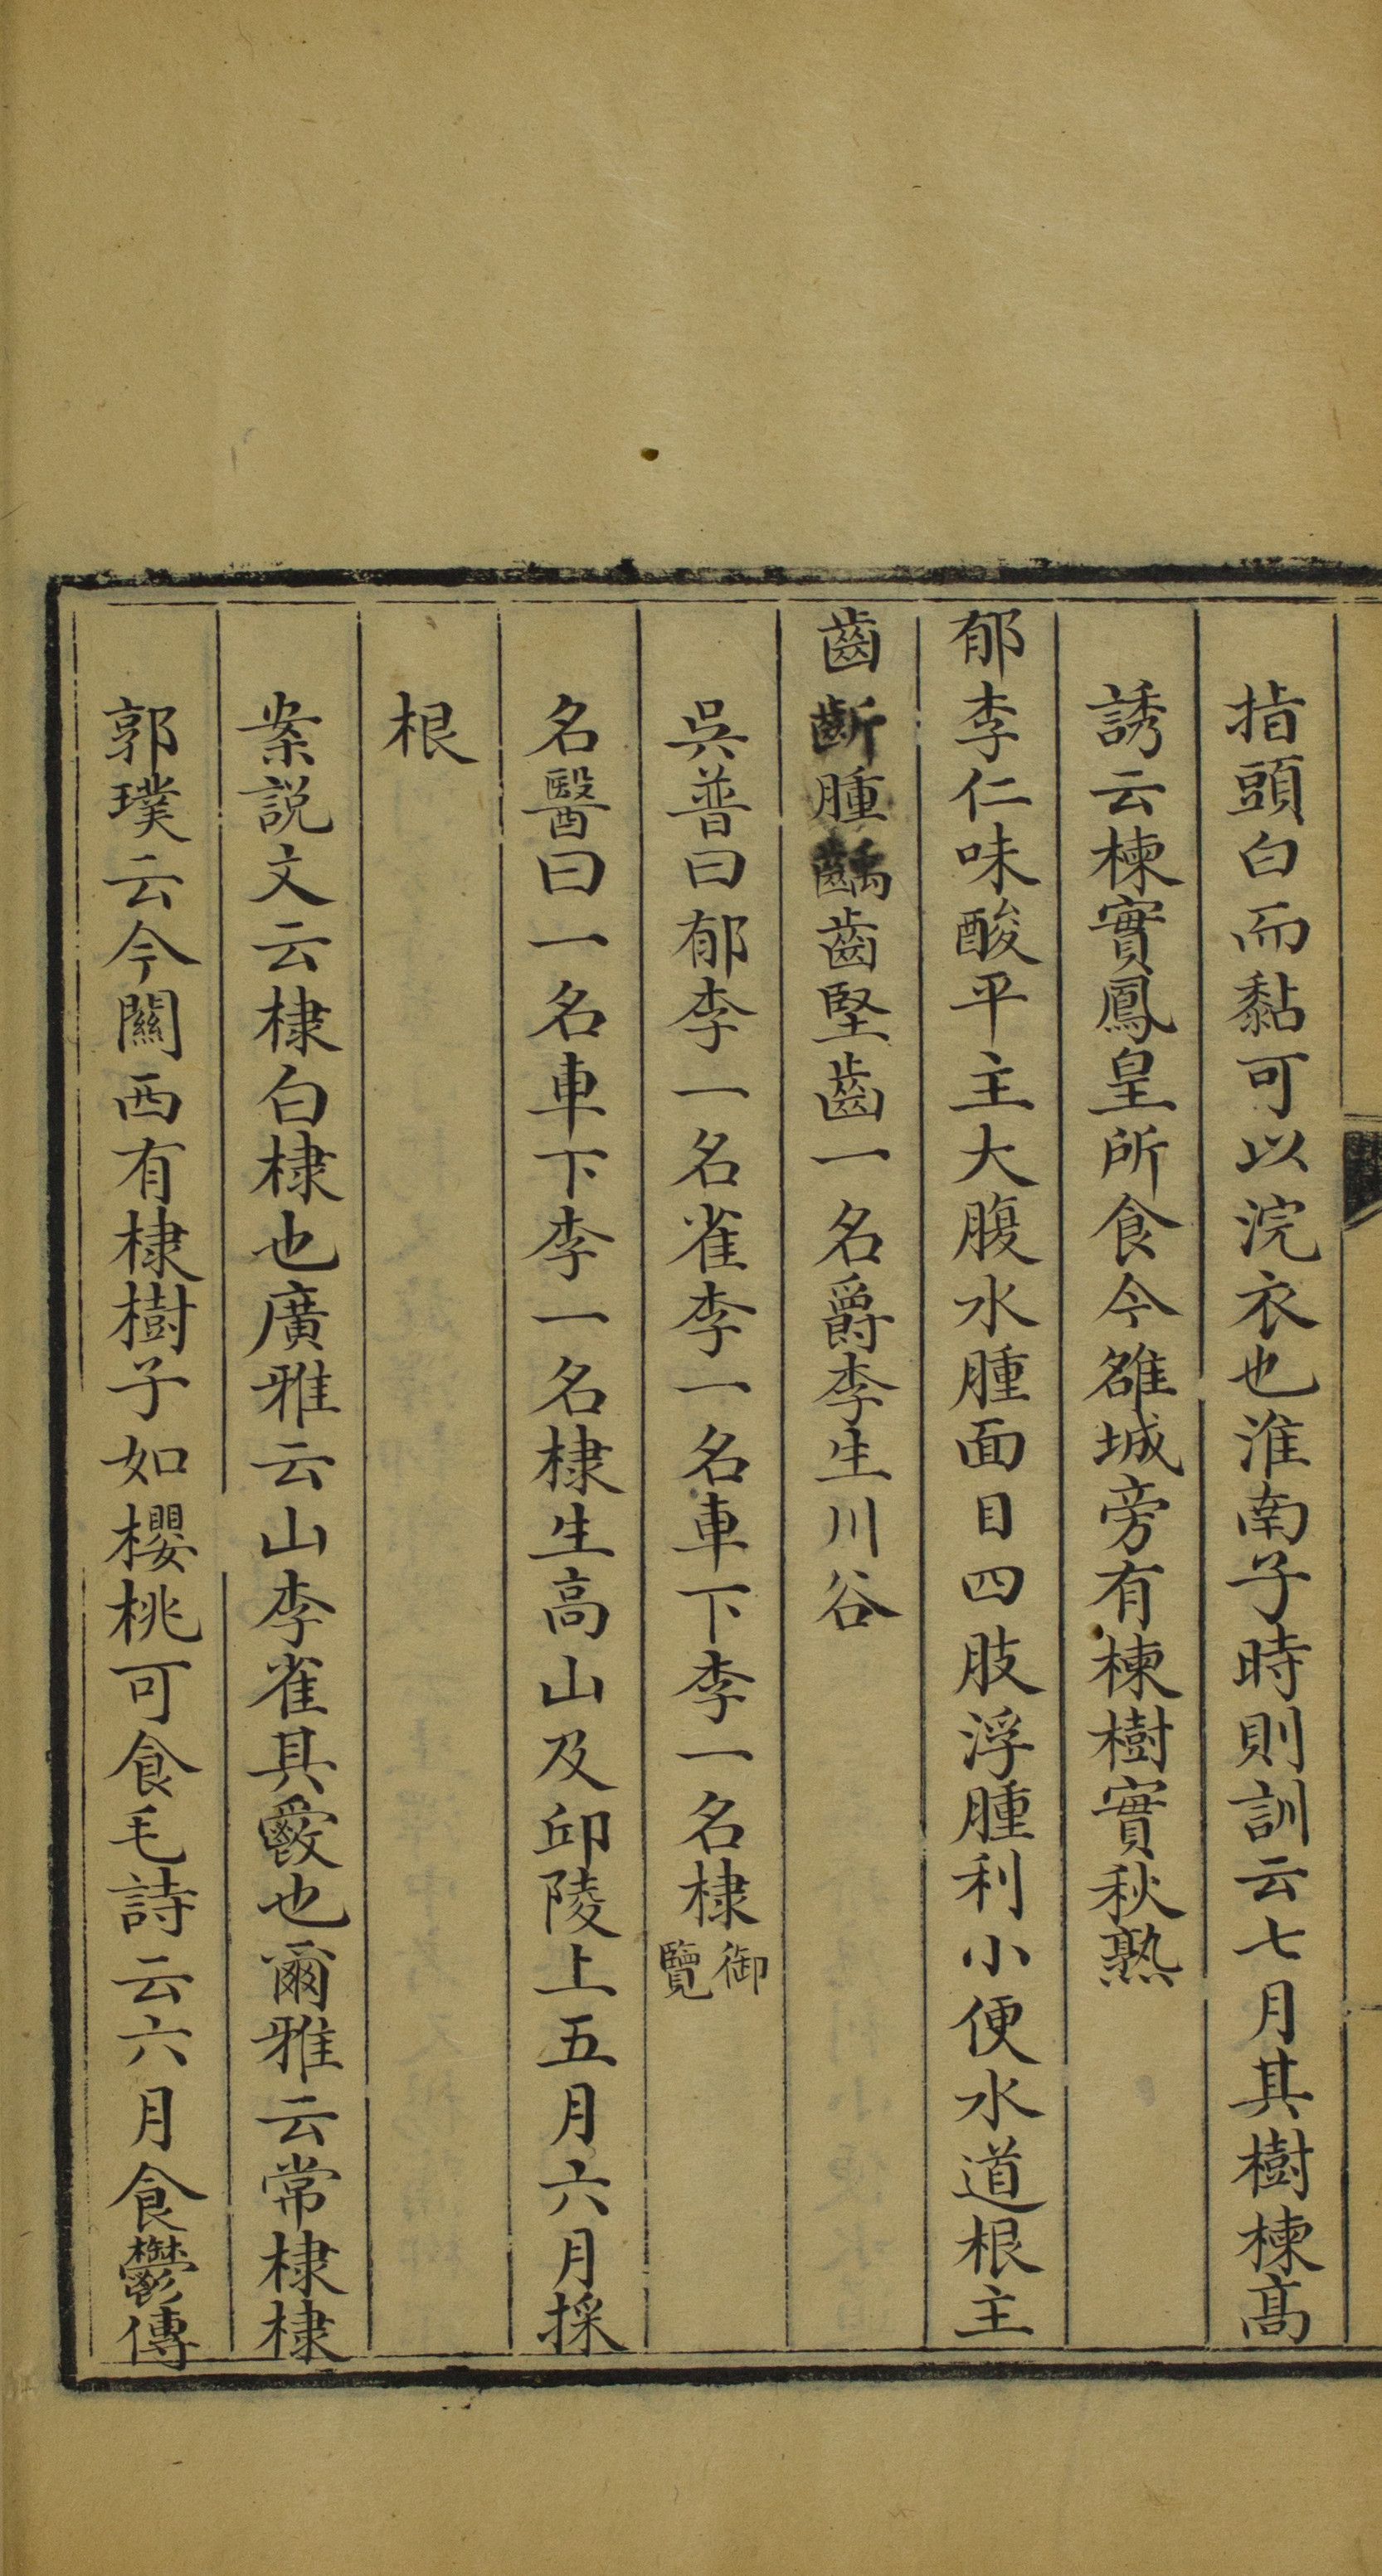 指頭白而黏可以浣衣也淮南子時則訓云七月其樹楝高
誘云楝實鳳皇所食今雒城旁有楝樹實秋熟
郁李仁味酸平主大腹水腫面目四肢浮腫利小便水道根主
齒齗腫齲齒堅齒一名爵李生川谷
吳普曰郁李一名雀李一名車下李一名棣御覽
名醫曰一名車下李一名棣生高山及邱陵上五月六月採
根
案説文云棣白棣也廣雅云山李雀其也爾雅云常棣棣
郭璞云今關西有棣樹子如櫻桃可食毛詩云六月食鬱傳